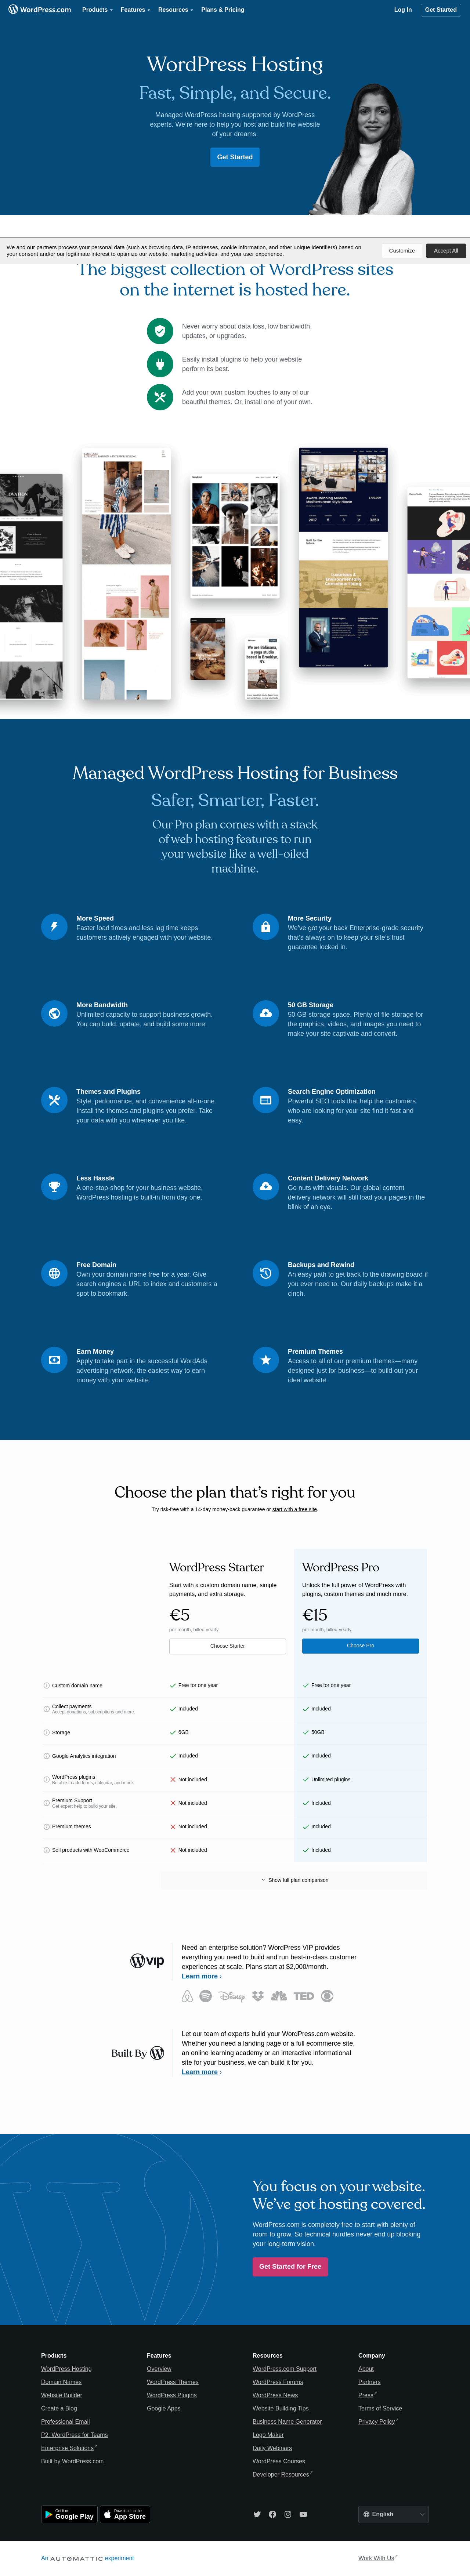 WordPress.com
Products
Features
Resources
Plans & Pricing
Log In
Get Started
WordPress Hosting
Fast, Simple, and Secure.
Managed WordPress hosting supported by WordPress
experts. We're here to help you host and build the website
of your dreams.
Get Started
We and our partners process your personal data (such as browsing data, IP addresses, cookie information, and other unique identifiers) based on
your consent and/or our legitimate interest to optimize our website, marketing activities, and your user experience.
Customize
Accept All
The biggest collection of WordPress sites
on the internet is hosted here.
Never worry about data loss, low bandwidth,
updates, or upgrades.
Easily install plugins to help your website
perform its best.
Add your own custom touches to any of our
beautiful themes. Or, install one of your own.
Award-Winning Modern
Mediterranean Style House
2017 5 3 2 3250
We are Bääsana,
a yoga studio
based in Brooklyn,
NY.
Managed WordPress Hosting for Business
Safer, Smarter, Faster.
Our Pro plan comes with a stack
of web hosting features to run
your website like a well-oiled
machine.
More Speed
Faster load times and less lag time keeps
customers actively engaged with your website.
More Security
We've got your back Enterprise-grade security
that's always on to keep your site's trust
guarantee locked in.
More Bandwidth
Unlimited capacity to support business growth.
You can build, update, and build some more.
50 GB Storage
50 GB storage space. Plenty of file storage for
the graphics, videos, and images you need to
make your site captivate and convert.
Themes and Plugins
Style, performance, and convenience all-in-one.
Install the themes and plugins you prefer. Take
your data with you whenever you like.
Search Engine Optimization
Powerful SEO tools that help the customers
who are looking for your site find it fast and
easy.
Less Hassle
A one-stop-shop for your business website,
WordPress hosting is built-in from day one.
Content Delivery Network
Go nuts with visuals. Our global content
delivery network will still load your pages in the
blink of an eye.
Free Domain
Own your domain name free for a year. Give
search engines a URL to index and customers a
spot to bookmark.
Backups and Rewind
An easy path to get back to the drawing board if
you ever need to. Our daily backups make it a
cinch.
Earn Money
Apply to take part in the successful WordAds
advertising network, the easiest way to earn
money with your website.
Premium Themes
Access to all of our premium themes—many
designed just for business—to build out your
ideal website.
Choose the plan that's right for you
Try risk-free with a 14-day money-back guarantee or start with a free site.
WordPress Starter
Start with a custom domain name, simple
payments, and extra storage.
€5
per month, billed yearly
Choose Starter
WordPress Pro
Unlock the full power of WordPress with
plugins, custom themes and much more.
€15
per month, billed yearly
Choose Pro
Custom domain name
Free for one year
Free for one year
Collect payments
Accept donations, subscriptions and more.
Included
Included
Storage
6GB
50GB
Google Analytics integration
Included
Included
WordPress plugins
Be able to add forms, calendar, and more.
Not included
Unlimited plugins
Premium Support
Get expert help to build your site.
Not included
Included
Premium themes
Not included
Included
Sell products with WooCommerce
Not included
Included
Show full plan comparison
vip
Need an enterprise solution? WordPress VIP provides
everything you need to build and run best-in-class customer
experiences at scale. Plans start at $2,000/month.
Learn more ›
Disney
TED
Built By
Let our team of experts build your WordPress.com website.
Whether you need a landing page or a full ecommerce site,
an online learning academy or an interactive informational
site for your business, we can build it for you.
Learn more ›
You focus on your website.
We've got hosting covered.
WordPress.com is completely free to start with plenty of
room to grow. So technical hurdles never end up blocking
your long-term vision.
Get Started for Free
Products
WordPress Hosting
Domain Names
Website Builder
Create a Blog
Professional Email
P2: WordPress for Teams
Enterprise Solutions↗
Built by WordPress.com
Features
Overview
WordPress Themes
WordPress Plugins
Google Apps
Resources
WordPress.com Support
WordPress Forums
WordPress News
Website Building Tips
Business Name Generator
Logo Maker
Daily Webinars
WordPress Courses
Developer Resources↗
Company
About
Partners
Press↗
Terms of Service
Privacy Policy↗
Get it on
Google Play
Download on the
App Store
English
An AUTOMATTIC experiment
Work With Us↗